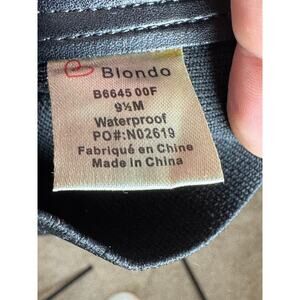 Blondo
B6645 00F
9½M
Waterproof
PO#:N02619
Fabriqué en Chine
Made in China